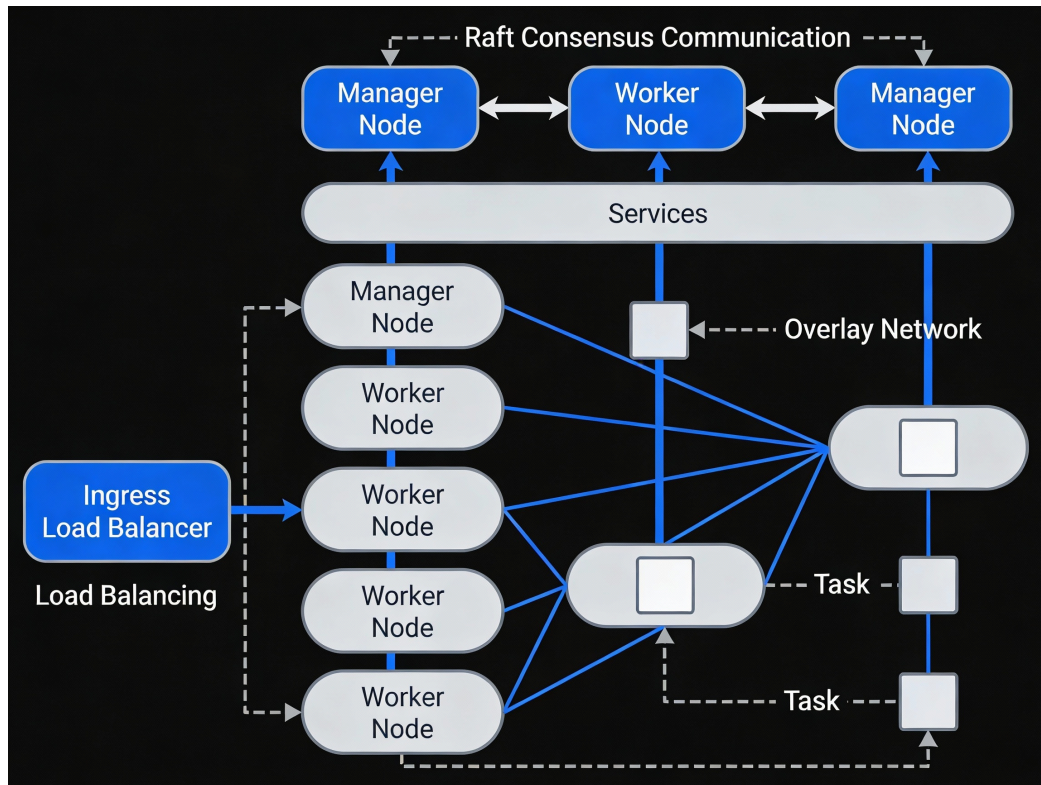 Raft Consensus Communication
Manager
Node
Worker
Node
Manager
Node
Services
Manager
Node
Overlay Network
Worker
Node
Ingress
Load Balancer
Worker
Node
Load Balancing
Worker
Node
Task
Worker
Node
Task